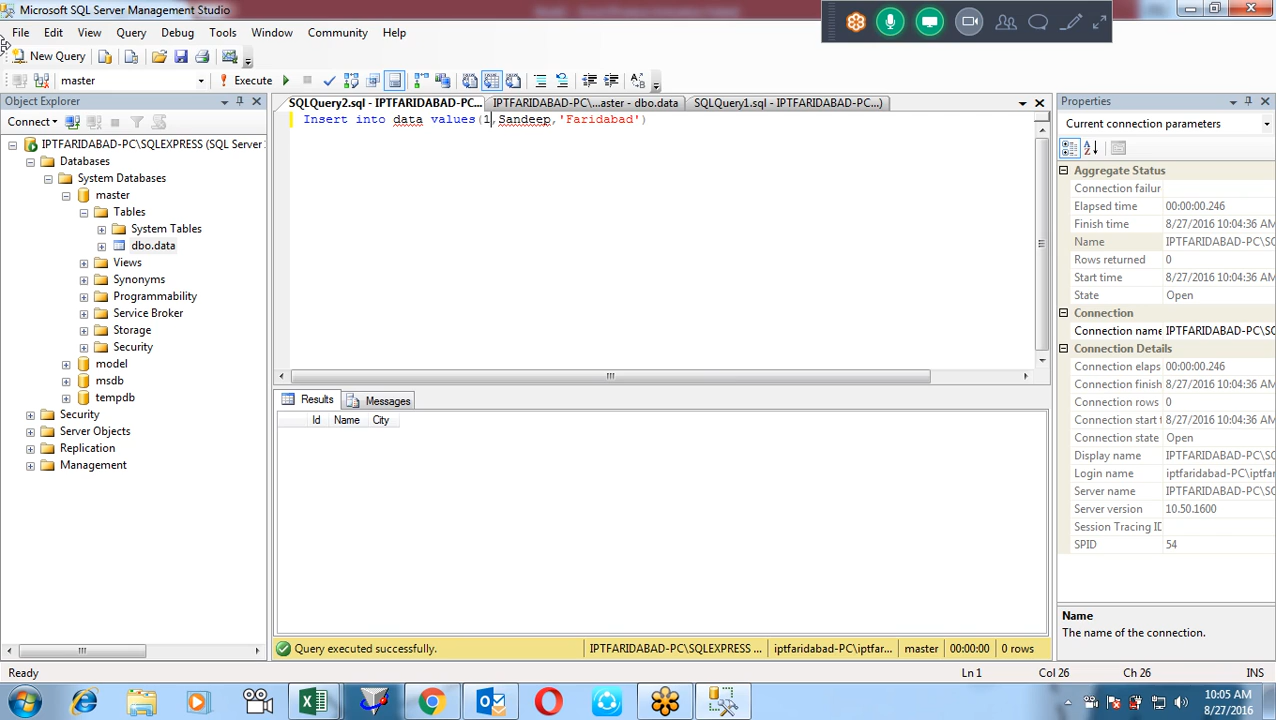 Microsoft SQL Server Management Studio
File View Query Debug Tools Window Community Help
New Query
master Execute
Object Explorer
Connect
IPTFARIDABAD-PC\SQLEXPRESS (SQL Server
Databases
System Databases
master
Tables
System Tables
dbo.data
Views
Synonyms
Programmability
Service Broker
Storage
Security
model
msdb
tempdb
Security
Server Objects
Replication
Management
SQLQuery2.sql - IPTFARIDABAD-PC... IPTFARIDABAD-PC\...aster - dbo.data SQLQuery1.sql - IPTFARIDABAD-PC...)
Insert into data values(1,Sandeep,'Faridabad')
Results Messages
Id Name City
Query executed successfully. IPTFARIDABAD-PC\SQLEXPRESS ... iptfaridabad-PC\iptfar... master 00:00:00 0 rows
Properties
Current connection parameters
Aggregate Status
Connection failur
Elapsed time 00:00:00.246
Finish time 8/27/2016 10:04:36 AM
Name IPTFARIDABAD-PC\SQ
Rows returned 0
Start time 8/27/2016 10:04:36 AM
State Open
Connection
Connection name IPTFARIDABAD-PC\SQ
Connection Details
Connection elaps 00:00:00.246
Connection finish 8/27/2016 10:04:36 AM
Connection rows 0
Connection start t 8/27/2016 10:04:36 AM
Connection state Open
Display name IPTFARIDABAD-PC\SQ
Login name iptfaridabad-PC\iptfar
Server name IPTFARIDABAD-PC\SQ
Server version 10.50.1600
Session Tracing ID
SPID 54
Name
The name of the connection.
Ready Ln 1 Col 26 Ch 26 INS
10:05 AM
8/27/2016